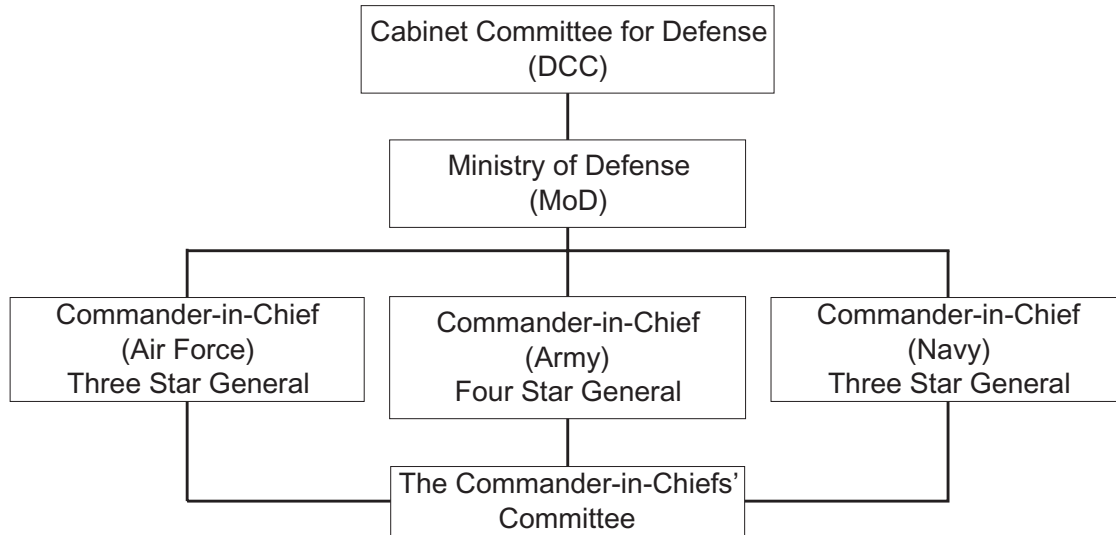 Cabinet Committee for Defense
(DCC)
Ministry of Defense
(MoD)
Commander-in-Chief
(Air Force)
Three Star General
Commander-in-Chief
(Army)
Four Star General
Commander-in-Chief
(Navy)
Three Star General
The Commander-in-Chiefs’
Committee